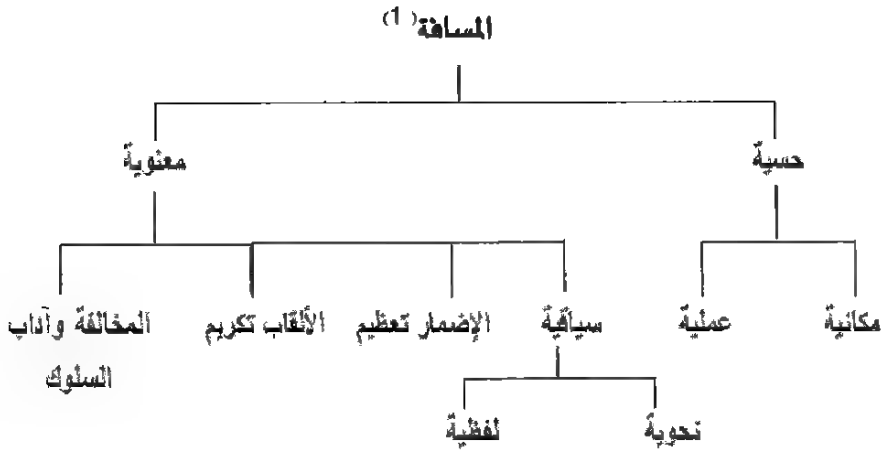 المسافة (1)
حسية معنوية
مكانية عملية سياقية الإضمار تعظيم الألقاب تكريم المخالفة وآداب
السلوك
نحوية لفظية